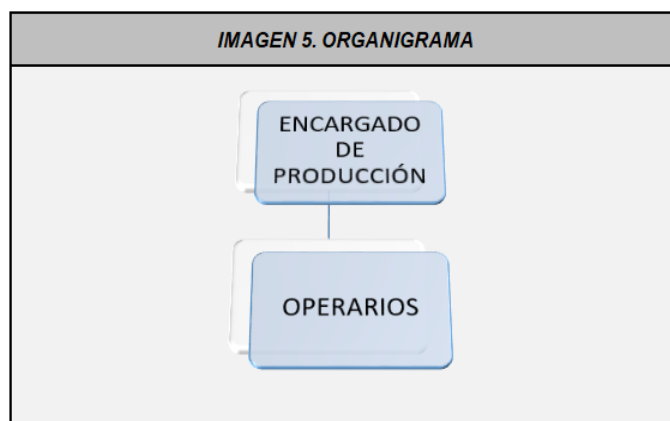 IMAGEN 5. ORGANIGRAMA
ENCARGADO
DE
PRODUCCIÓN
OPERARIOS